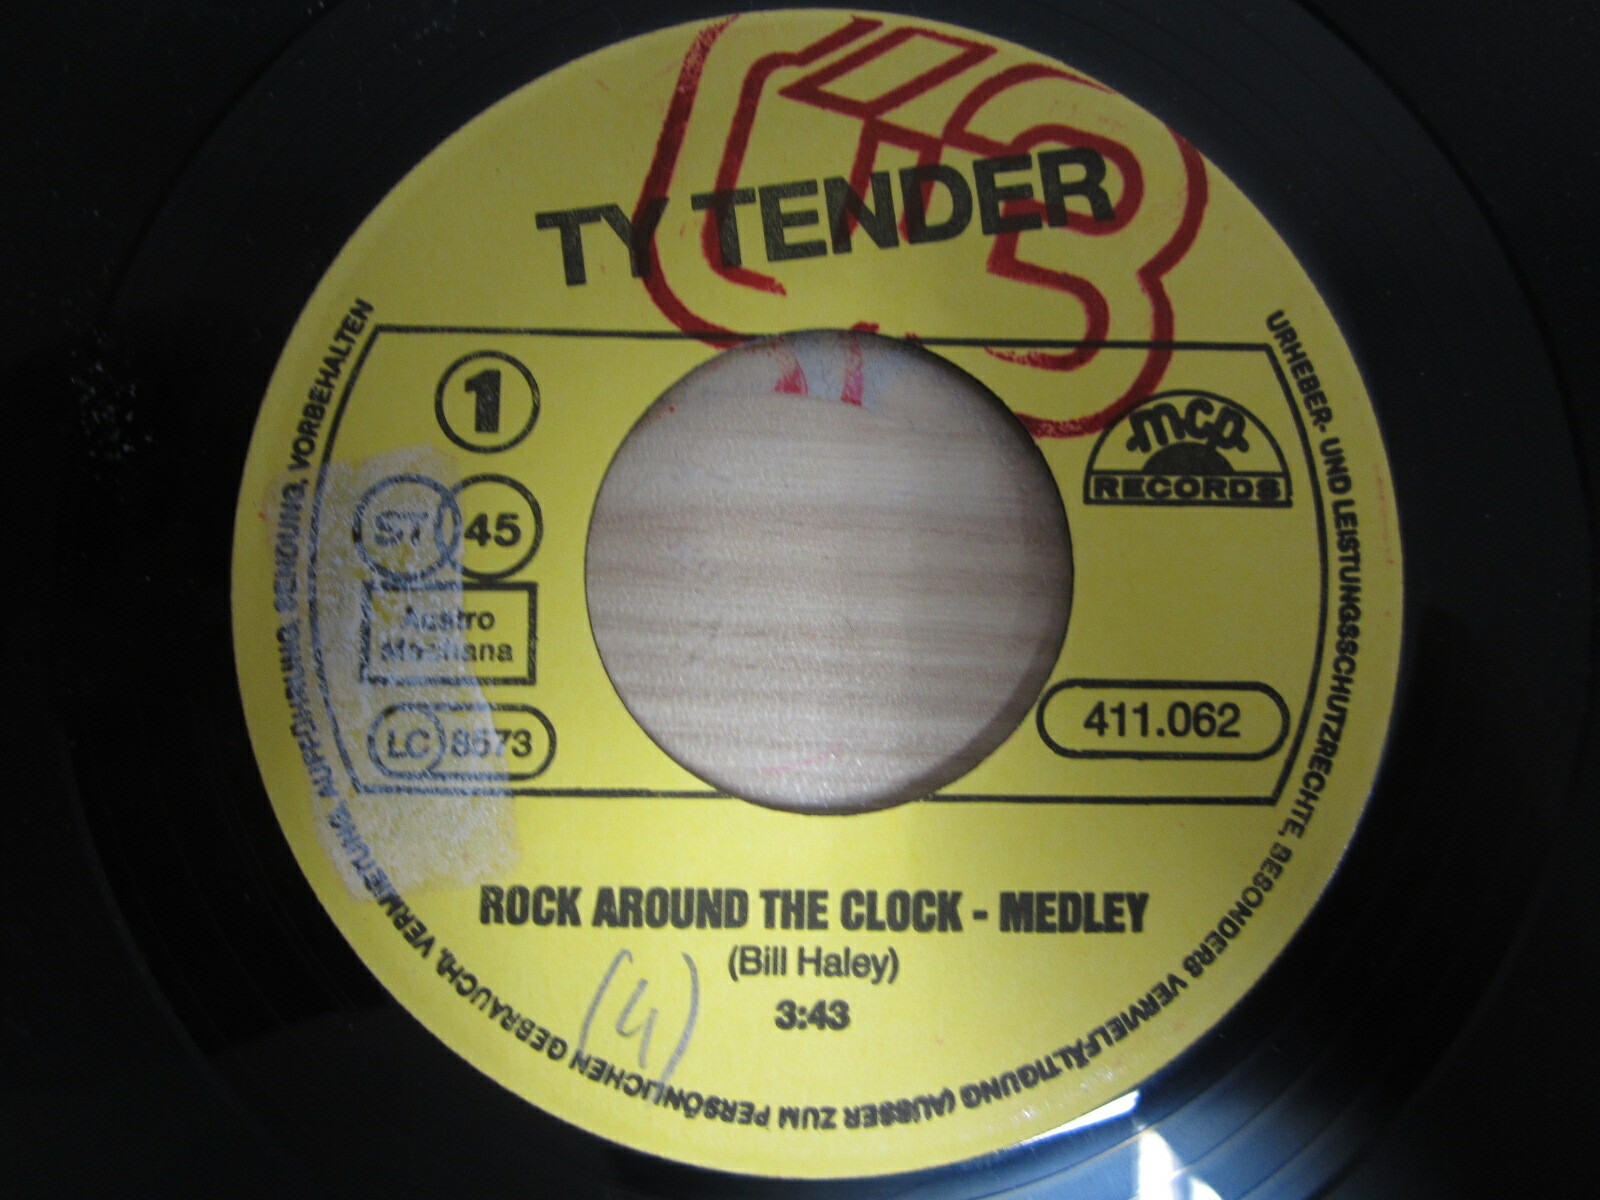 TY TENDER
1
ST 45
Austro
Mechana
LC 8573
mcp
RECORDS
411.062
ROCK AROUND THE CLOCK - MEDLEY
(Bill Haley)
3:43
(4)
URHEBER- UND LEISTUNGSSCHUTZRECHTE, BESONDERS VERVIELFÄLTIGUNG (AUSSER ZUM PERSÖNLICHEN GEBRAUCH), VERMIETUNG, AUFFÜHRUNG, SENDUNG, VORBEHALTEN